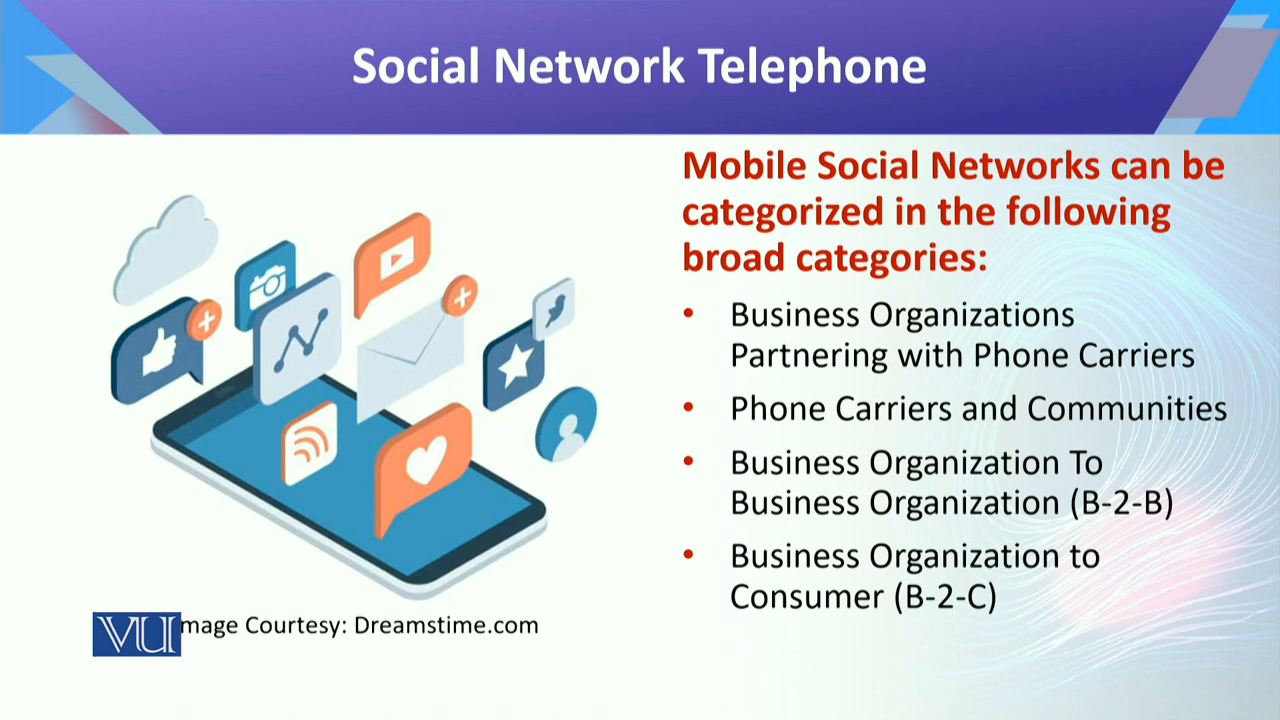 Social Network Telephone
Mobile Social Networks can be
categorized in the following
broad categories:
• Business Organizations
Partnering with Phone Carriers
• Phone Carriers and Communities
• Business Organization To
Business Organization (B-2-B)
• Business Organization to
Consumer (B-2-C)
VU mage Courtesy: Dreamstime.com